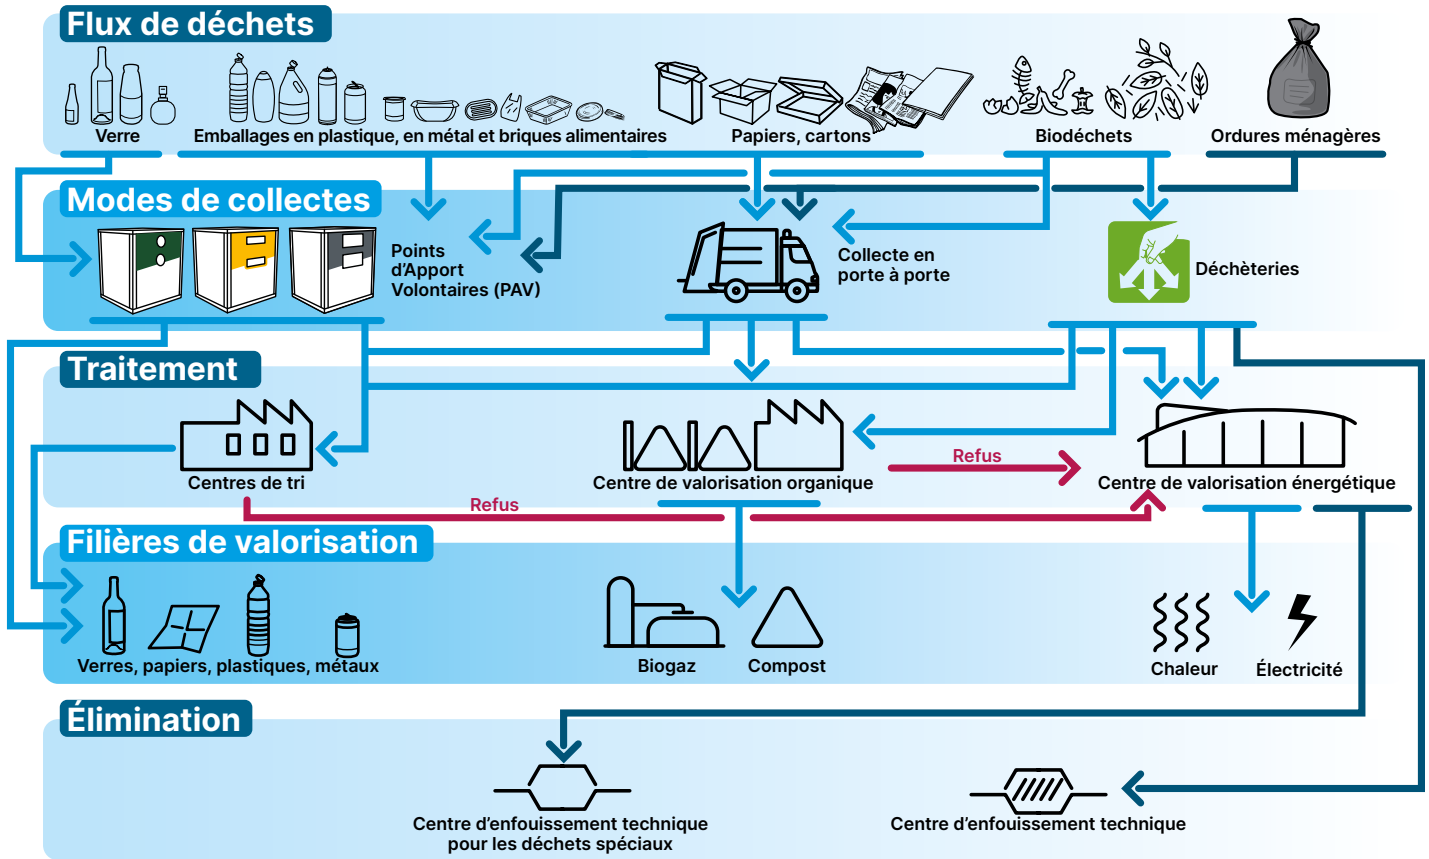 Flux de déchets
Verre
Emballages en plastique, en métal et briques alimentaires
Papiers, cartons
Biodéchets
Ordures ménagères
Modes de collectes
Points
d’Apport
Volontaires (PAV)
Collecte en
porte à porte
Déchèteries
Traitement
Centres de tri
Centre de valorisation organique
Refus
Centre de valorisation énergétique
Refus
Filières de valorisation
Verres, papiers, plastiques, métaux
Biogaz
Compost
Chaleur
Électricité
Élimination
Centre d’enfouissement technique
pour les déchets spéciaux
Centre d’enfouissement technique